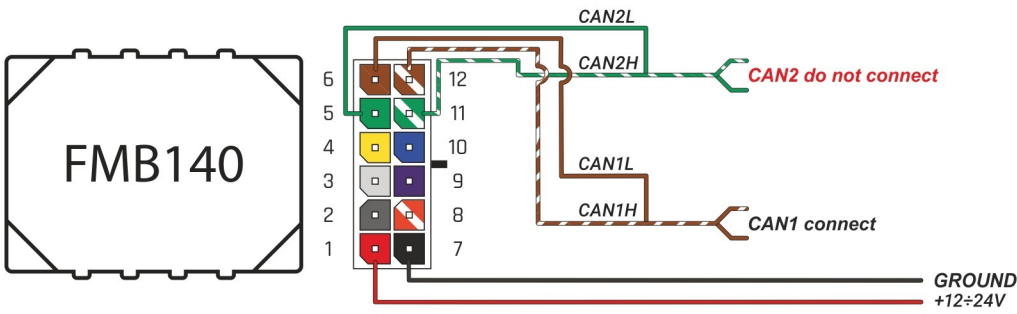 CAN2L
CAN2H
CAN2 do not connect
6 12
5 11
4 10
3 9
2 8
1 7
FMB140
CAN1L
CAN1H
CAN1 connect
GROUND
+12÷24V